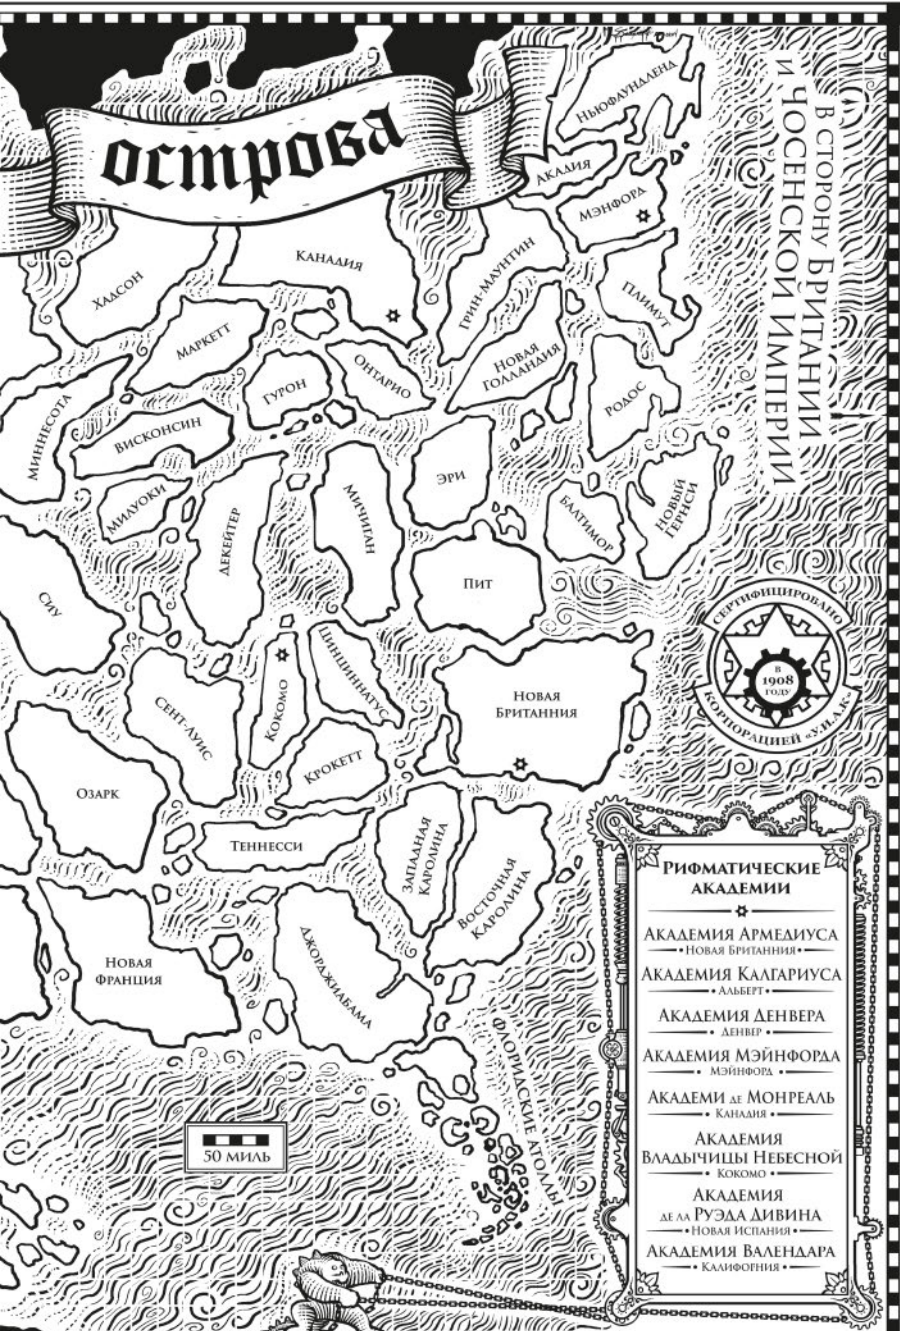 острова
Ньюфаундленд
Акадия
Мэнфорд
В сторону Британии
и Чосенской империи
Канадия
Хадсон
Грин-Маунтин
Плимут
Маркетт
Новая
Голландия
Онтарио
Гурон
Родос
Миннесота
Висконсин
Эри
Милуоки
Декейтер
Мичиган
Балтимор
Новый
Гернси
Пит
Сиу
Сертифицировано
в
1908
году
корпорацией «У.И.А.К.»
Цинциннатус
Кокомо
Сент-Луис
Новая
Британния
Крокетт
Озарк
Теннесси
Западная
Каролина
Восточная
Каролина
Новая
Франция
Джорджиабама
Флоридские атоллы
50 миль
Рифматические
академии
Академия Армедиуса
Новая Британния
Академия Калгариуса
Альберт
Академия Денвера
Денвер
Академия Мэйнфорда
Мэйнфорд
Академи де Монреаль
Канадия
Академия
Владычицы Небесной
Кокомо
Академия
де ла Руэда Дивина
Новая Испания
Академия Валендара
Калифорния